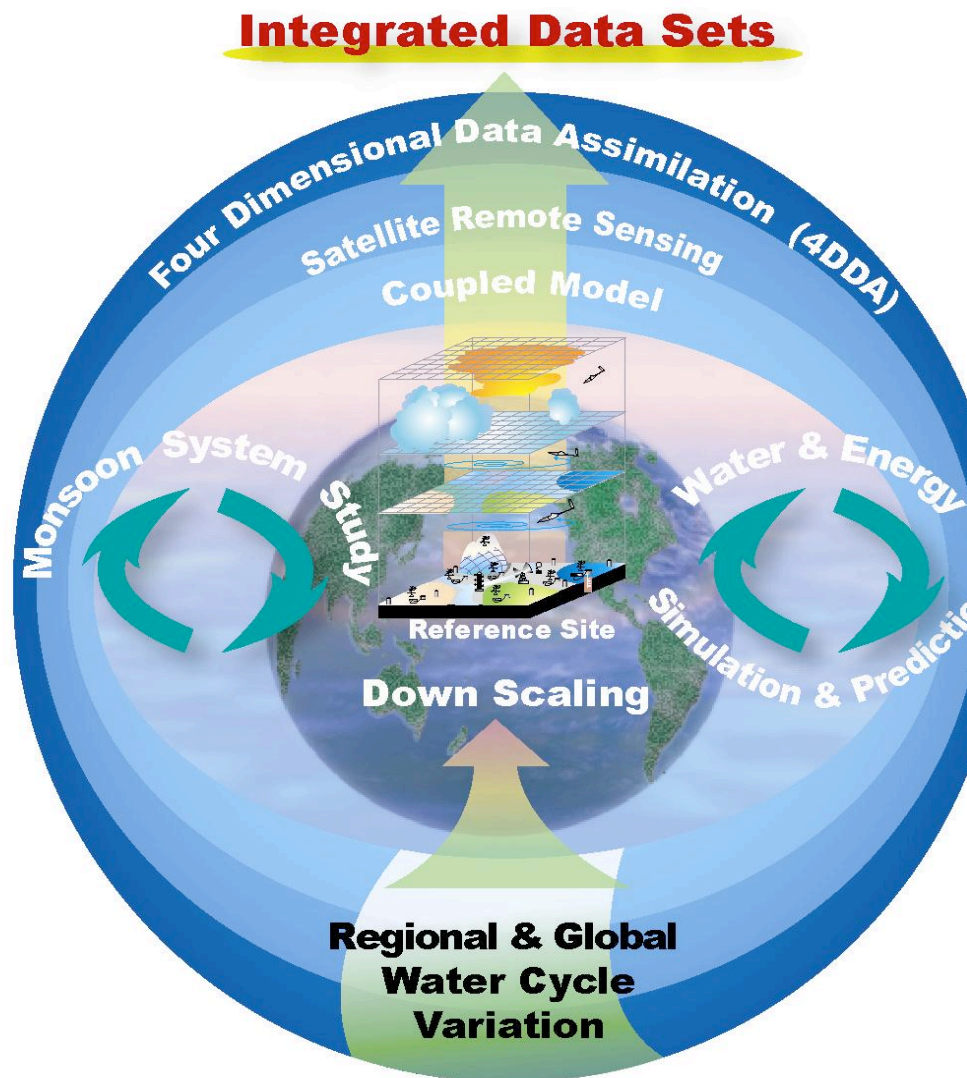 Integrated Data Sets
Four Dimensional Data Assimilation (4DDA)
Satellite Remote Sensing
Coupled Model
Monsoon System Study
Water & Energy
Simulation & Predictio
Reference Site
Down Scaling
Regional & Global
Water Cycle
Variation